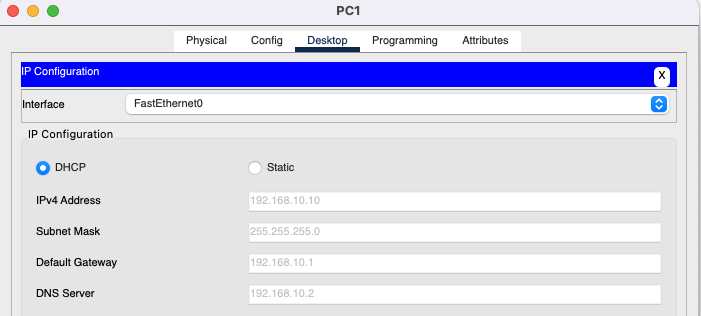 PC1
Physical Config Desktop Programming Attributes
IP Configuration X
Interface FastEthernet0
IP Configuration
DHCP Static
IPv4 Address 192.168.10.10
Subnet Mask 255.255.255.0
Default Gateway 192.168.10.1
DNS Server 192.168.10.2